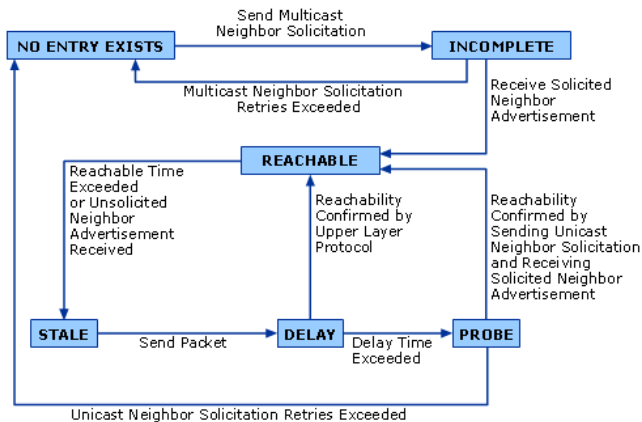 Send Multicast
Neighbor Solicitation
NO ENTRY EXISTS
INCOMPLETE
Multicast Neighbor Solicitation
Retries Exceeded
Receive Solicited
Neighbor
Advertisement
REACHABLE
Reachable Time
Exceeded
or Unsolicited
Neighbor
Advertisement
Received
Reachability
Confirmed by
Upper Layer
Protocol
Reachability
Confirmed by
Sending Unicast
Neighbor Solicitation
and Receiving
Solicited Neighbor
Advertisement
STALE
Send Packet
DELAY
Delay Time
Exceeded
PROBE
Unicast Neighbor Solicitation Retries Exceeded